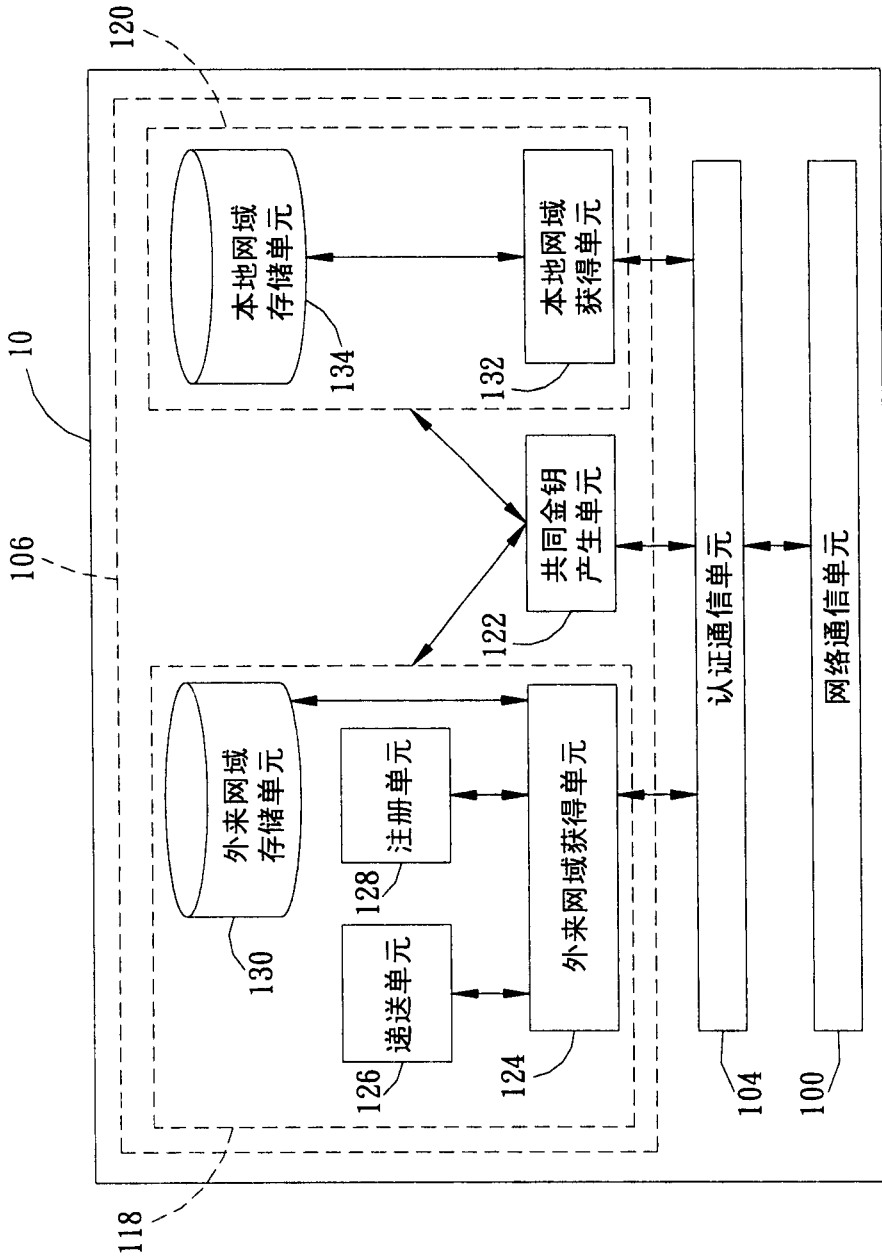 10
106
118
120
外来网域
存储单元
130
本地网域
存储单元
134
递送单元
126
注册单元
128
外来网域获得单元
124
共同金钥
产生单元
122
本地网域
获得单元
132
认证通信单元
104
网络通信单元
100